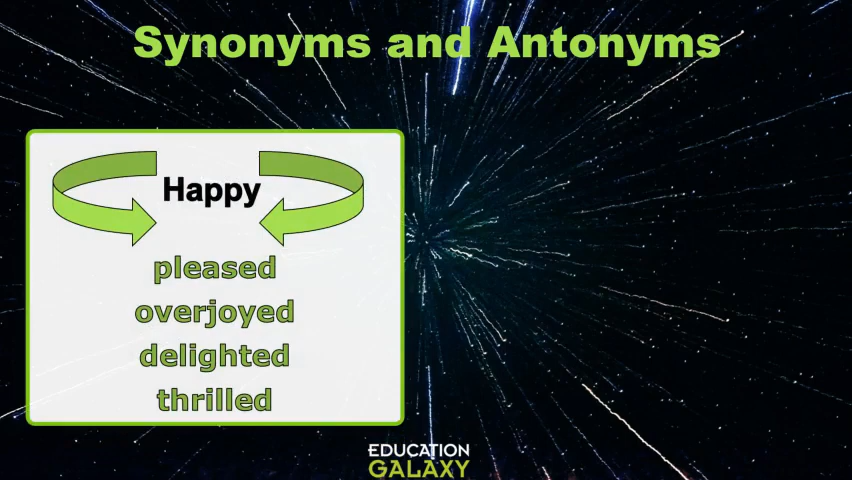 Synonyms and Antonyms
Happy
pleased
overjoyed
delighted
thrilled
EDUCATION
GALAXY